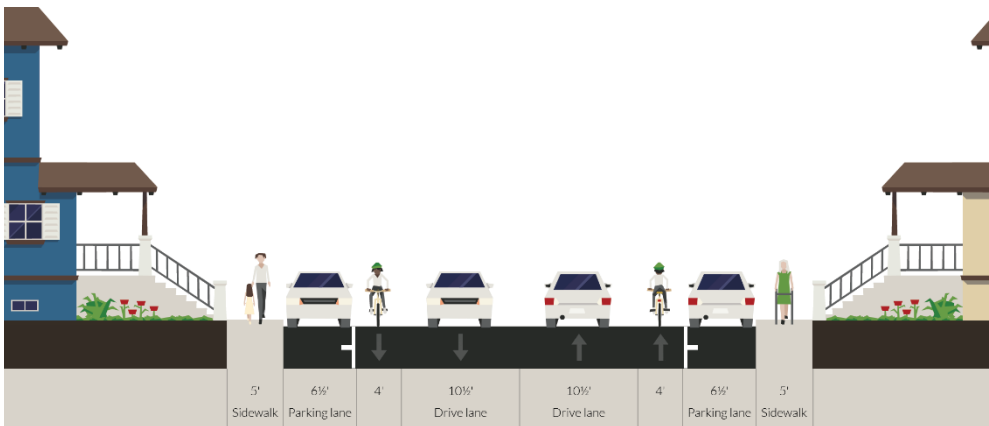 5' 6½' 4' 10½' 10½' 4' 6½' 5'
Sidewalk Parking lane Drive lane Drive lane Parking lane Sidewalk